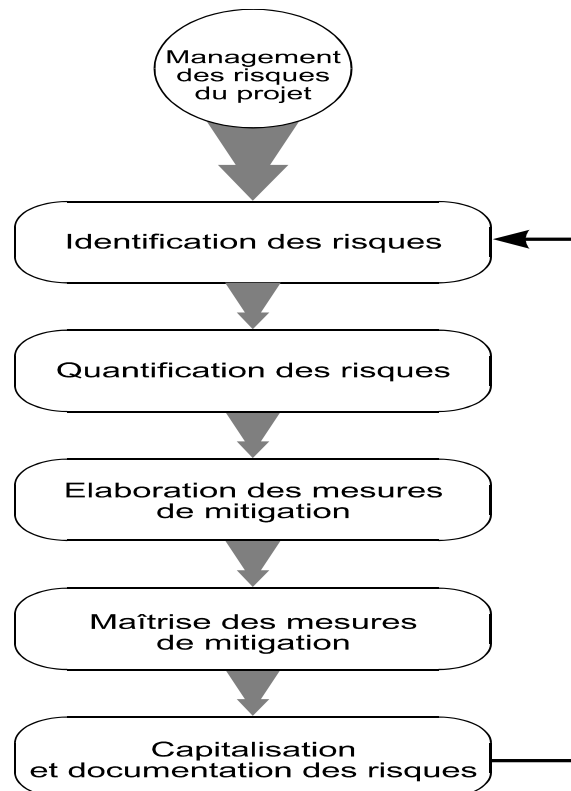 Management
des risques
du projet
Identification des risques
Quantification des risques
Elaboration des mesures
de mitigation
Maîtrise des mesures
de mitigation
Capitalisation
et documentation des risques